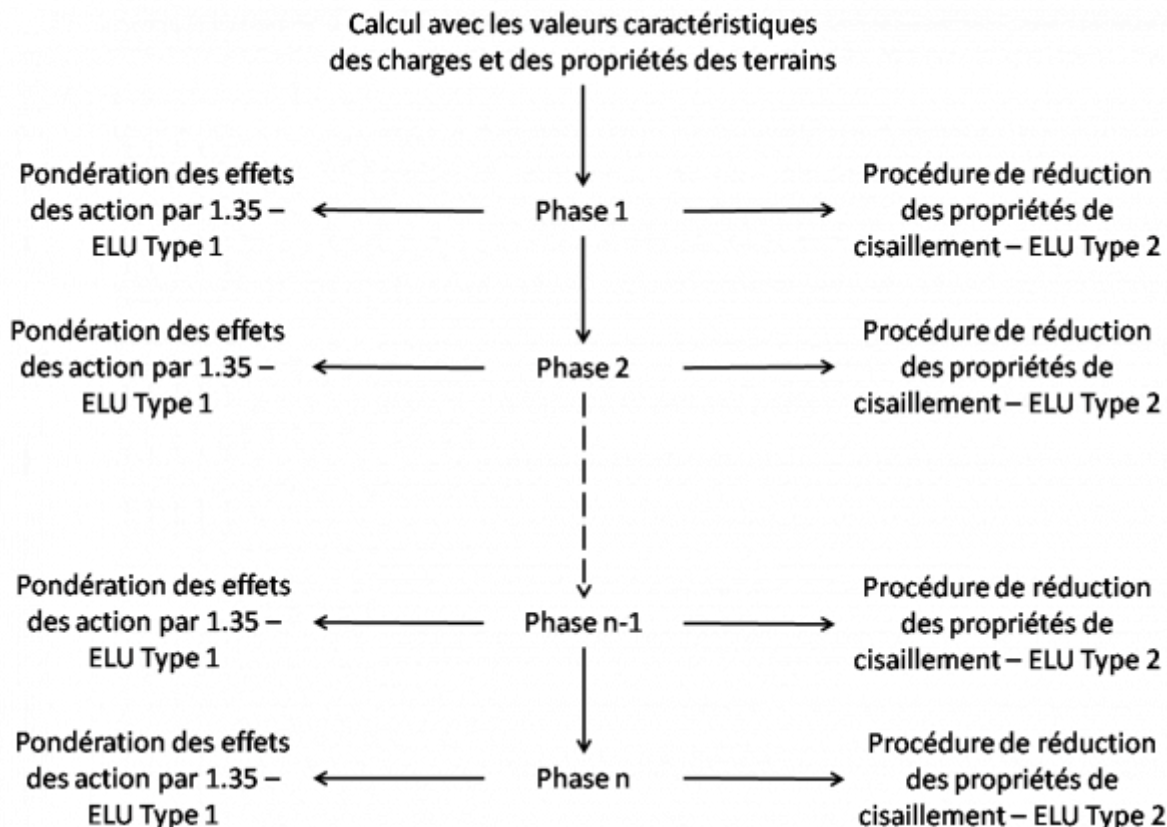 Calcul avec les valeurs caractéristiques
des charges et des propriétés des terrains
Pondération des effets
des action par 1.35 –
ELU Type 1
Phase 1
Procédure de réduction
des propriétés de
cisaillement – ELU Type 2
Pondération des effets
des action par 1.35 –
ELU Type 1
Phase 2
Procédure de réduction
des propriétés de
cisaillement – ELU Type 2
Pondération des effets
des action par 1.35 –
ELU Type 1
Phase n-1
Procédure de réduction
des propriétés de
cisaillement – ELU Type 2
Pondération des effets
des action par 1.35 –
ELU Type 1
Phase n
Procédure de réduction
des propriétés de
cisaillement – ELU Type 2